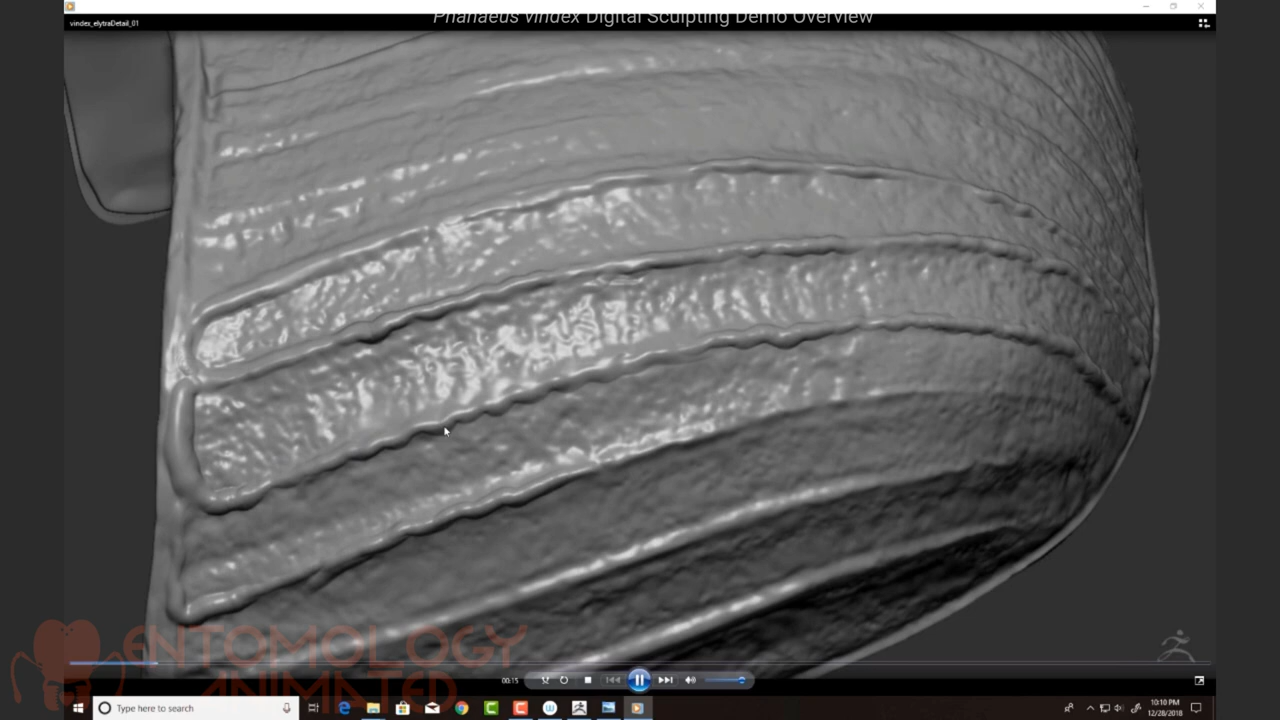 Phanaeus vindex Digital Sculpting Demo Overview
vindex_elytraDetail_01
ENTOMOLOGY
ANIMATED
00:15
Type here to search
10:10 PM
12/28/2018